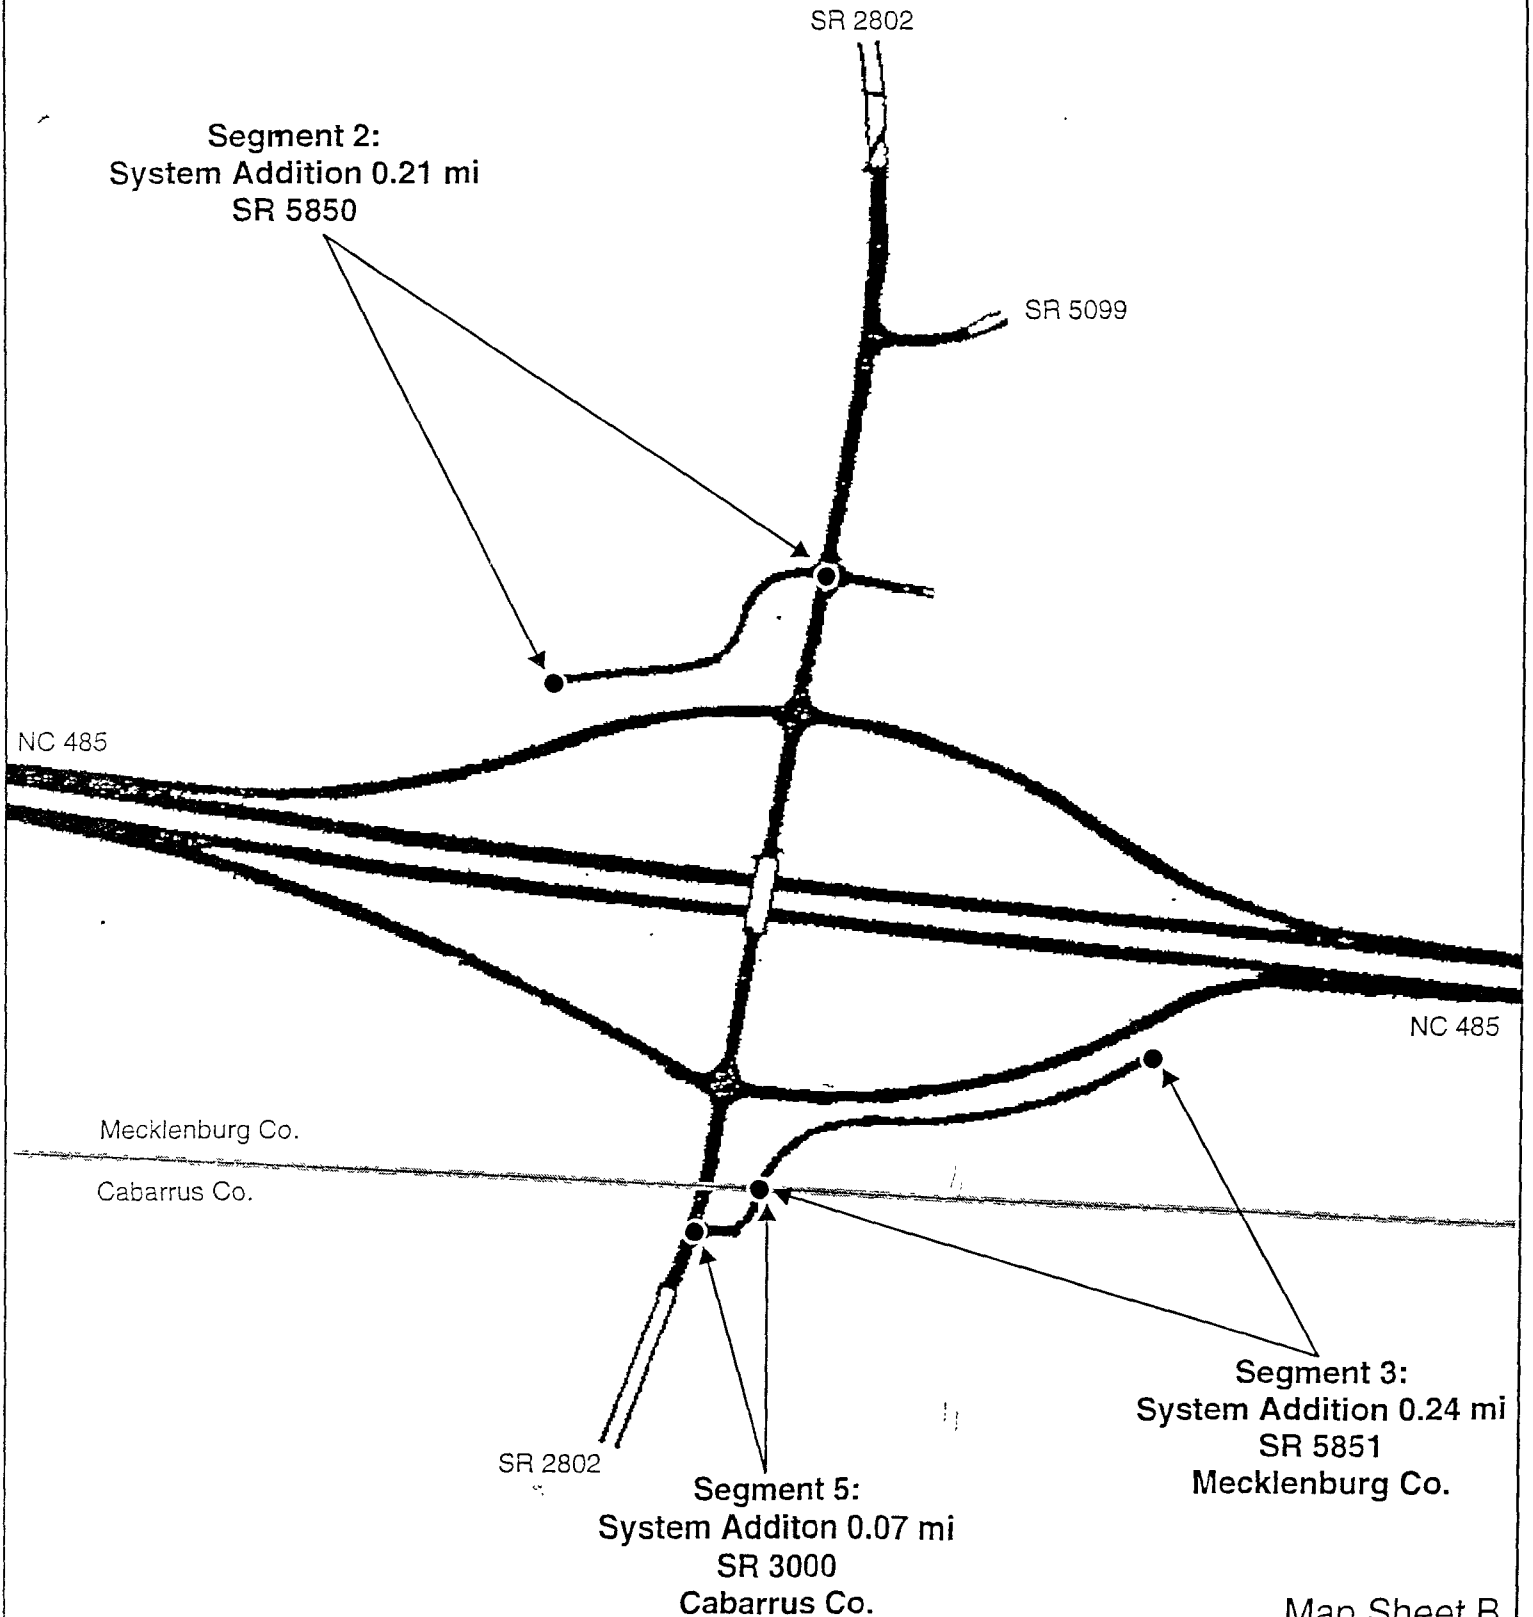 SR 2802
Segment 2:
System Addition 0.21 mi
SR 5850
SR 5099
NC 485
NC 485
Mecklenburg Co.
Cabarrus Co.
Segment 3:
System Addition 0.24 mi
SR 5851
Mecklenburg Co.
SR 2802
Segment 5:
System Additon 0.07 mi
SR 3000
Cabarrus Co.
Map Sheet B